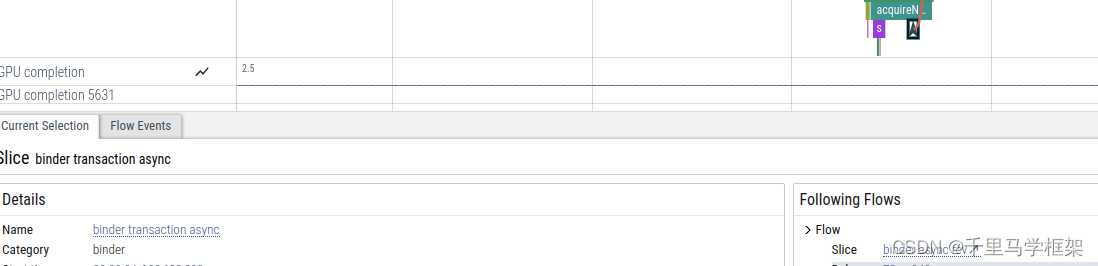 acquireN...
s
GPU completion
2.5
GPU completion 5631
Current Selection
Flow Events
Slice binder transaction async
Details
Following Flows
Name binder transaction async
Flow
Category binder
Slice binder async rcv
CSDN @千里马学框架